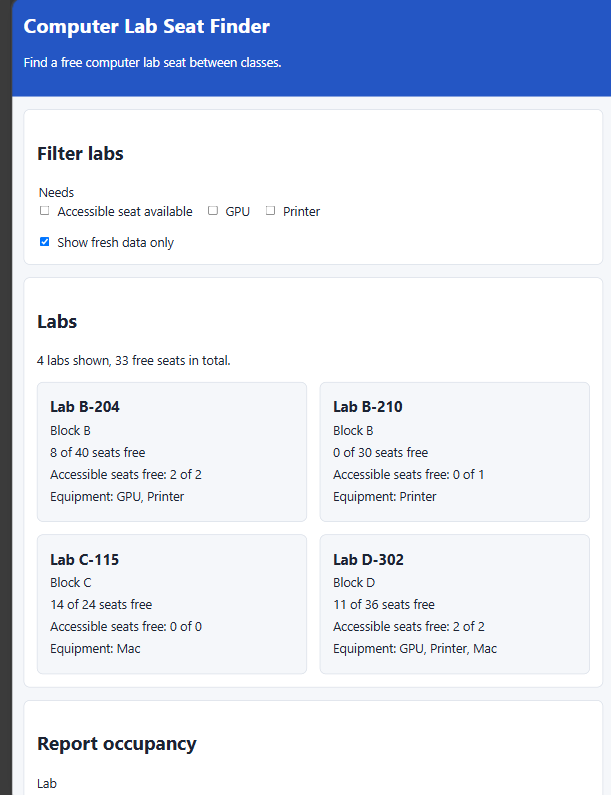 Computer Lab Seat Finder
Find a free computer lab seat between classes.
Filter labs
Needs
Accessible seat available GPU Printer
Show fresh data only
Labs
4 labs shown, 33 free seats in total.
Lab B-204
Block B
8 of 40 seats free
Accessible seats free: 2 of 2
Equipment: GPU, Printer
Lab B-210
Block B
0 of 30 seats free
Accessible seats free: 0 of 1
Equipment: Printer
Lab C-115
Block C
14 of 24 seats free
Accessible seats free: 0 of 0
Equipment: Mac
Lab D-302
Block D
11 of 36 seats free
Accessible seats free: 2 of 2
Equipment: GPU, Printer, Mac
Report occupancy
Lab